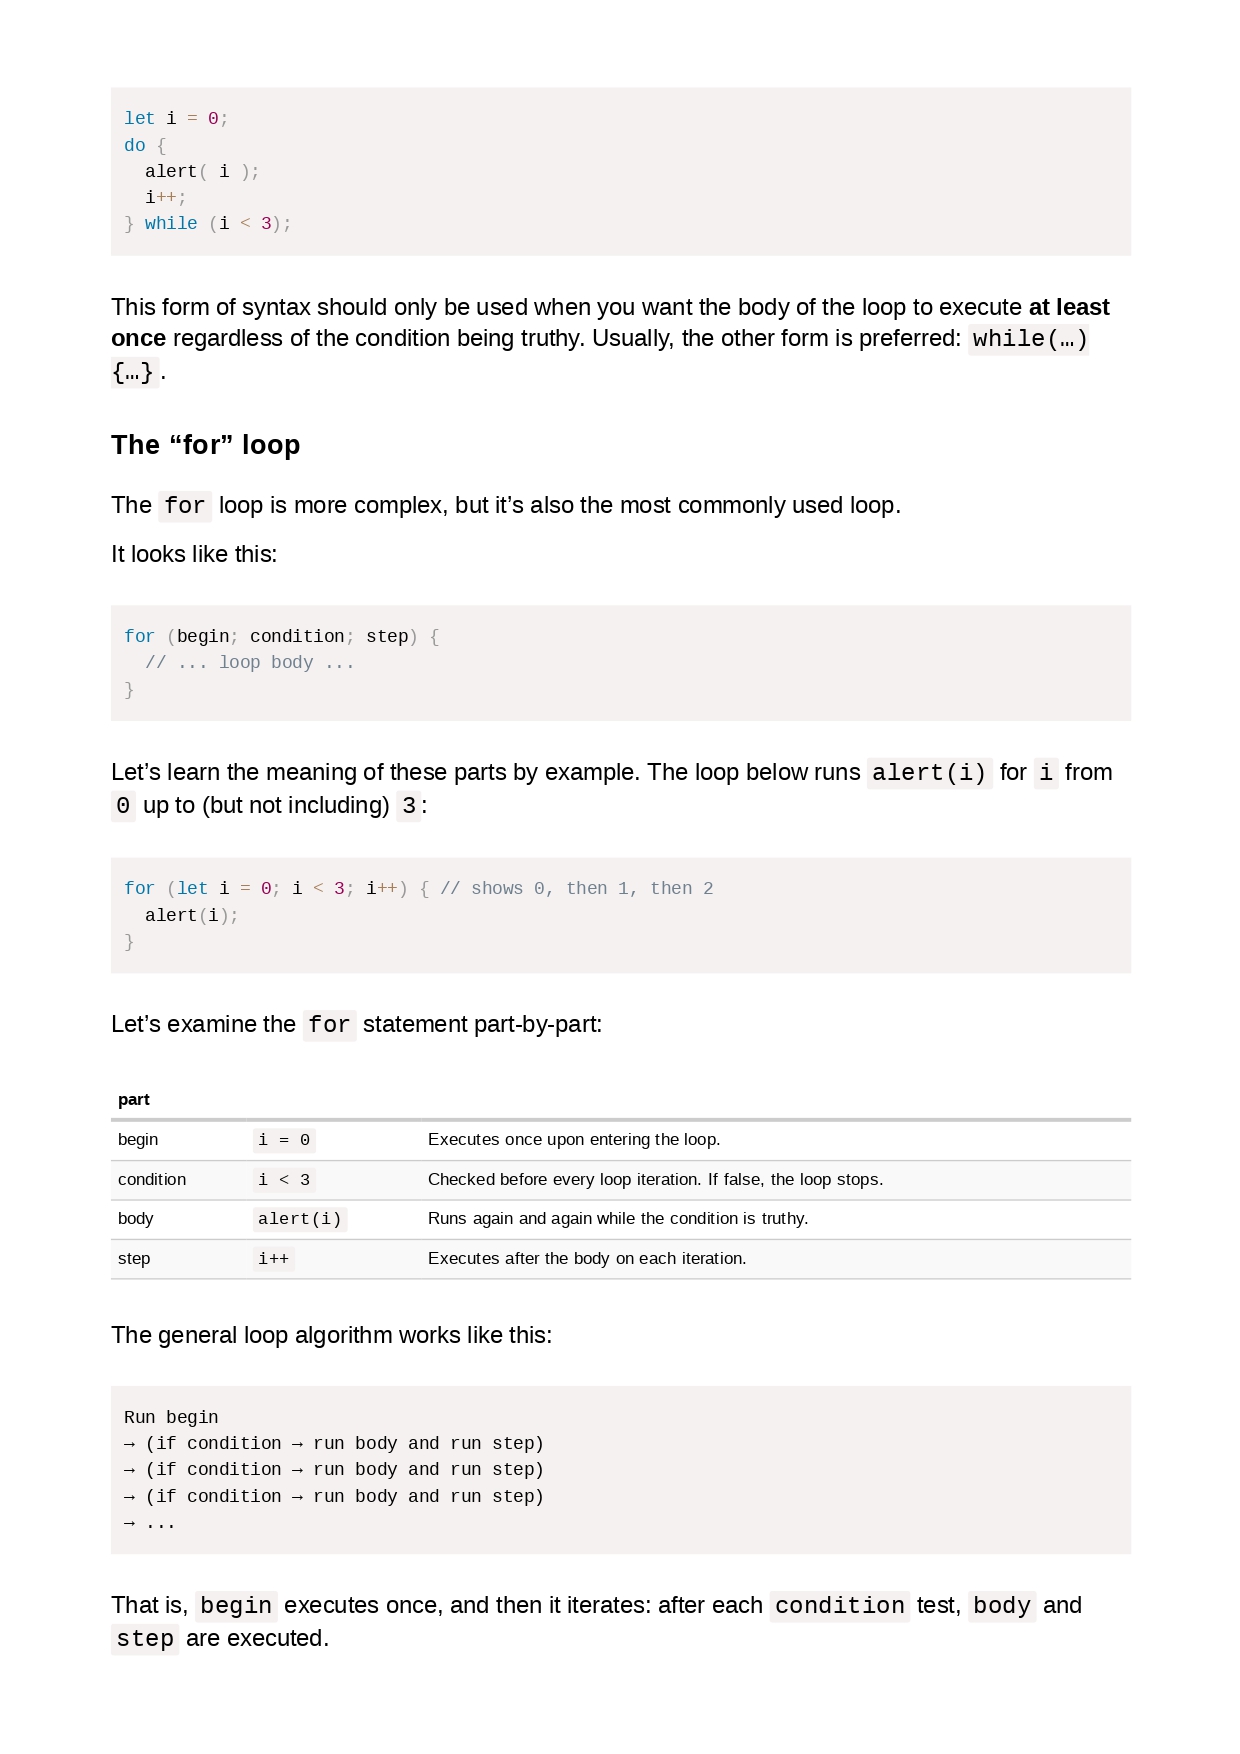 let i = 0;
do {
  alert( i );
  i++;
} while (i < 3);
This form of syntax should only be used when you want the body of the loop to execute at least
once regardless of the condition being truthy. Usually, the other form is preferred: while(…)
{…}.
The “for” loop
The for loop is more complex, but it’s also the most commonly used loop.
It looks like this:
for (begin; condition; step) {
  // ... loop body ...
}
Let’s learn the meaning of these parts by example. The loop below runs alert(i) for i from
0 up to (but not including) 3:
for (let i = 0; i < 3; i++) { // shows 0, then 1, then 2
  alert(i);
}
Let’s examine the for statement part-by-part:
part
begin i = 0 Executes once upon entering the loop.
condition i < 3 Checked before every loop iteration. If false, the loop stops.
body alert(i) Runs again and again while the condition is truthy.
step i++ Executes after the body on each iteration.
The general loop algorithm works like this:
Run begin
→ (if condition → run body and run step)
→ (if condition → run body and run step)
→ (if condition → run body and run step)
→ ...
That is, begin executes once, and then it iterates: after each condition test, body and
step are executed.